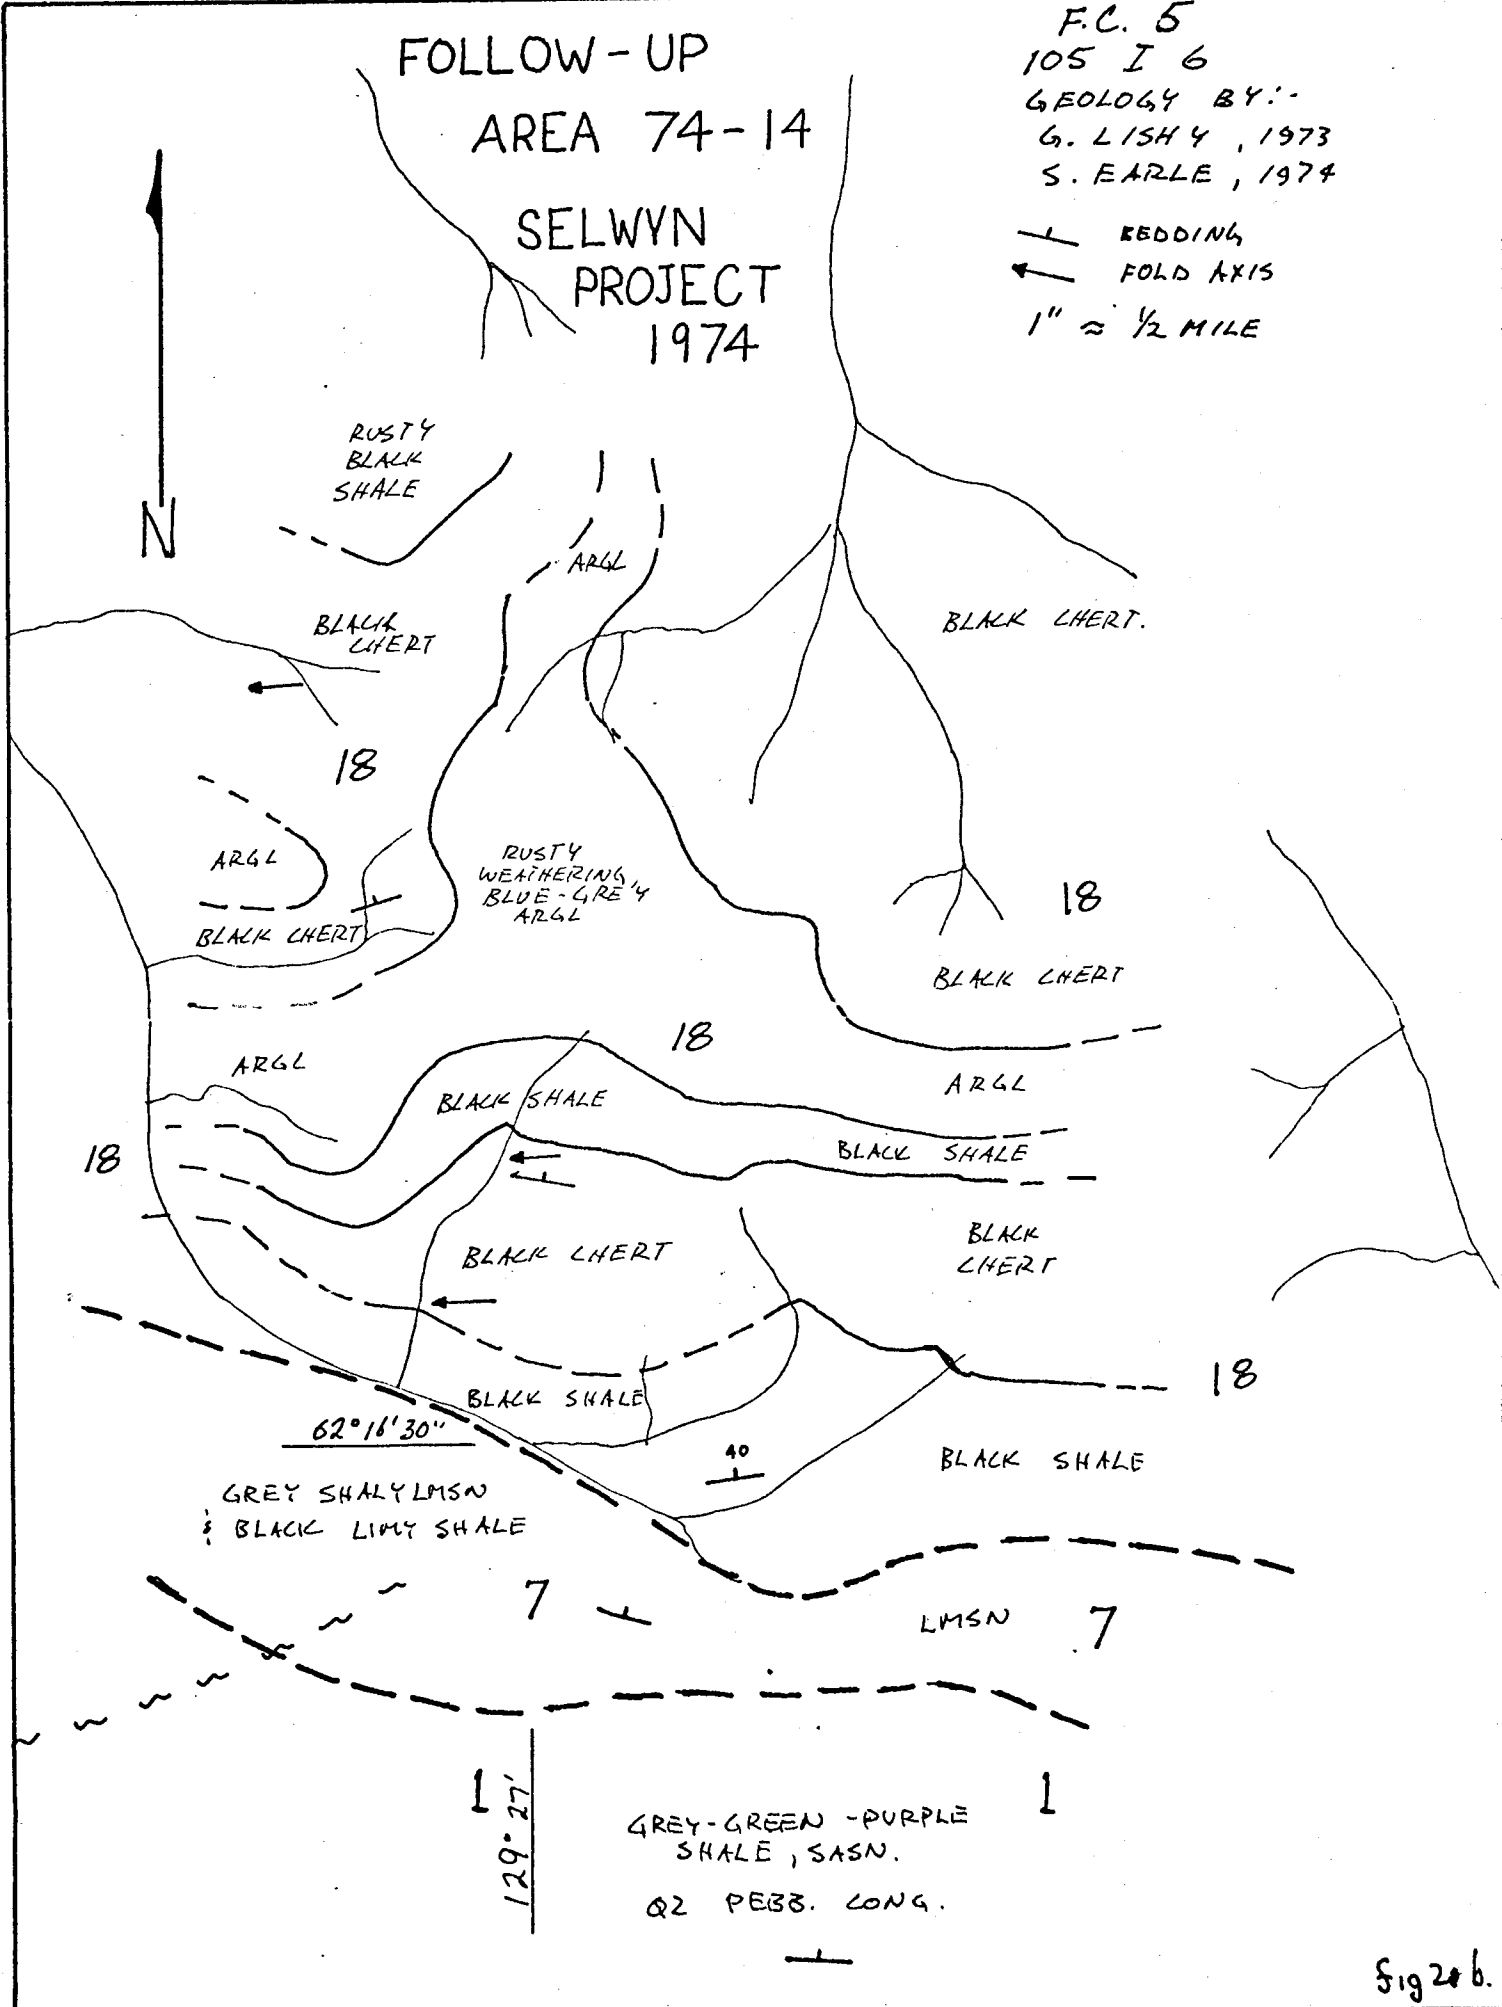 FOLLOW-UP
AREA 74-14
SELWYN
PROJECT
1974
F.C. 5
105 I 6
GEOLOGY BY:-
G. LISHY, 1973
S. EARLE, 1974
BEDDING
FOLD AXIS
1" ≈ 1/2 MILE
N
RUSTY
BLACK
SHALE
ARGL
BLACK
CHERT
BLACK CHERT.
18
ARGL
RUSTY
WEATHERING
BLUE-GREY
ARGL
18
BLACK CHERT
BLACK CHERT
18
ARGL
ARGL
BLACK SHALE
BLACK SHALE
18
BLACK CHERT
BLACK
CHERT
18
BLACK SHALE
62°16'30"
40
BLACK SHALE
GREY SHALY LMSN
& BLACK LIMY SHALE
7
LMSN 7
1
1
129° 27'
GREY-GREEN-PURPLE
SHALE, SASN.
QZ PEBB. CONG.
fig 2 b.